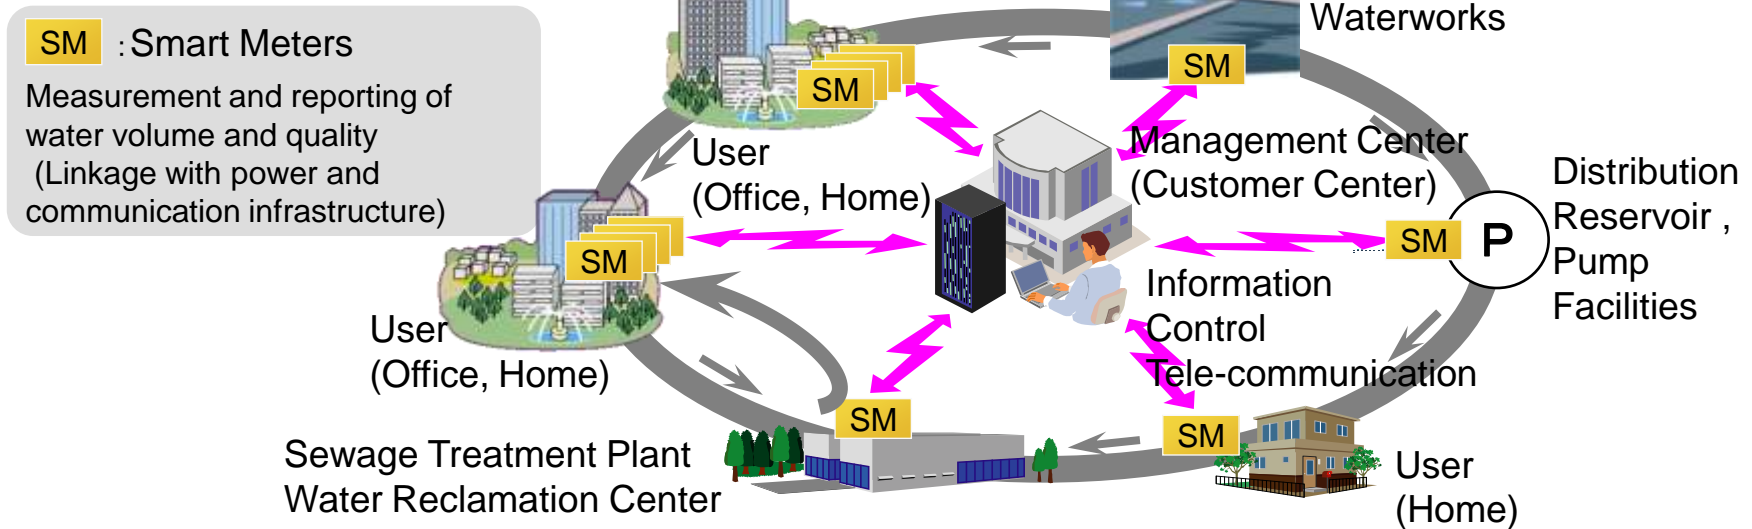 SM : Smart Meters
Measurement and reporting of
water volume and quality
(Linkage with power and
communication infrastructure)
Waterworks
SM
SM
User
(Office, Home)
Management Center
(Customer Center)
Distribution
Reservoir ,
Pump
Facilities
SM
P
SM
Information
Control
Tele-communication
User
(Office, Home)
SM
SM
Sewage Treatment Plant
Water Reclamation Center
User
(Home)